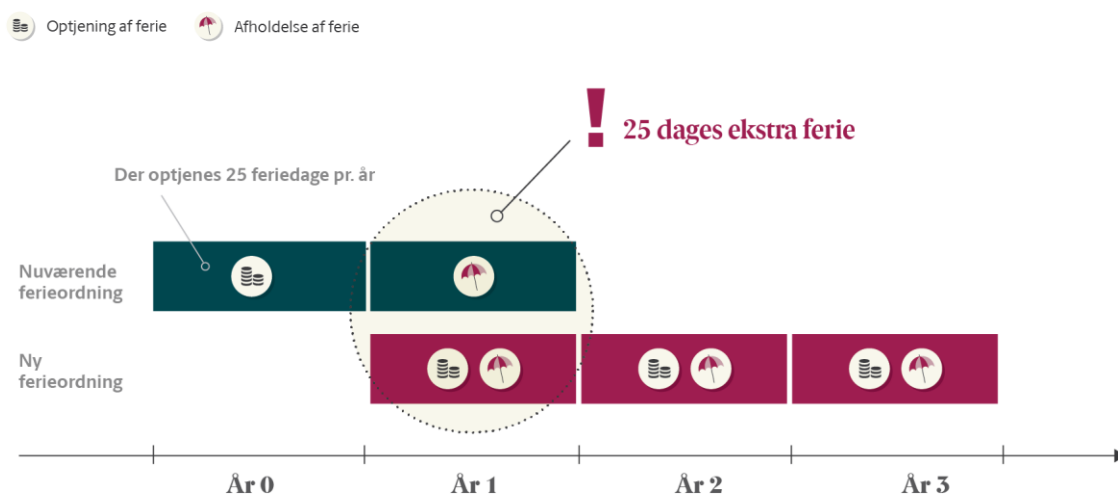 Optjening af ferie
Afholdelse af ferie
! 25 dages ekstra ferie
Der optjenes 25 feriedage pr. år
Nuværende
ferieordning
Ny
ferieordning
År 0
År 1
År 2
År 3